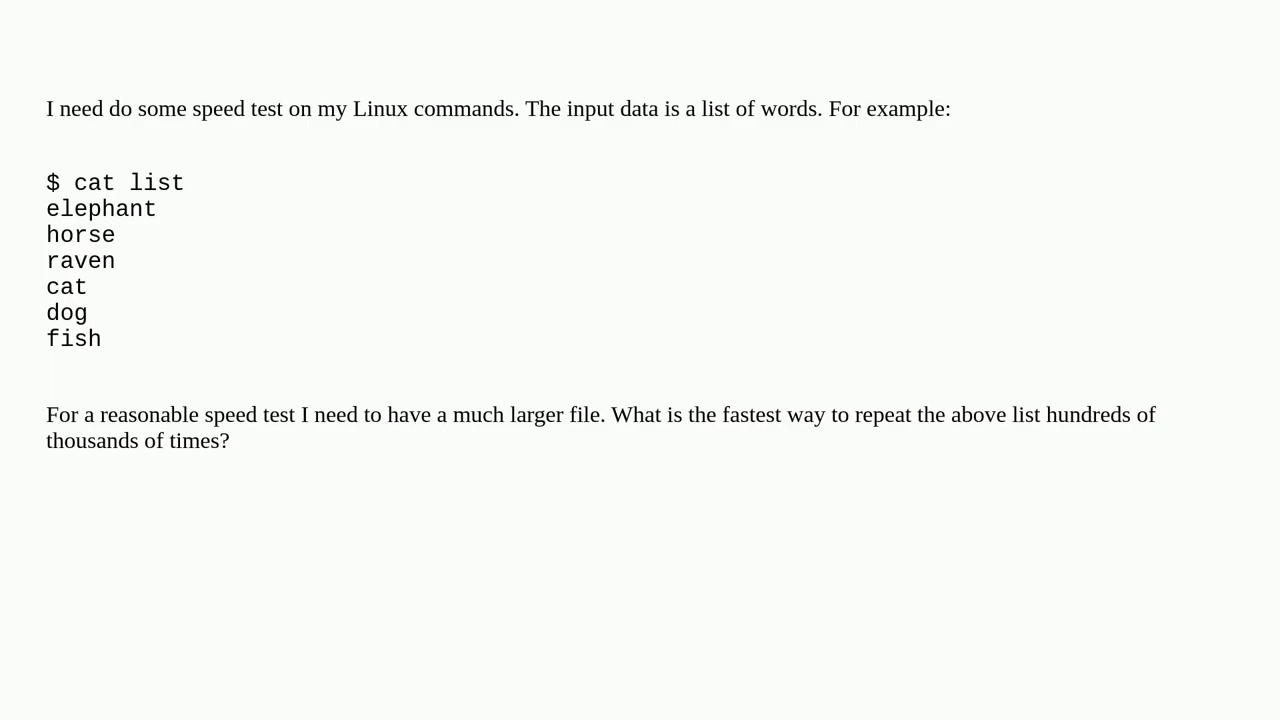 I need do some speed test on my Linux commands. The input data is a list of words. For example:
$ cat list
elephant
horse
raven
cat
dog
fish
For a reasonable speed test I need to have a much larger file. What is the fastest way to repeat the above list hundreds of
thousands of times?